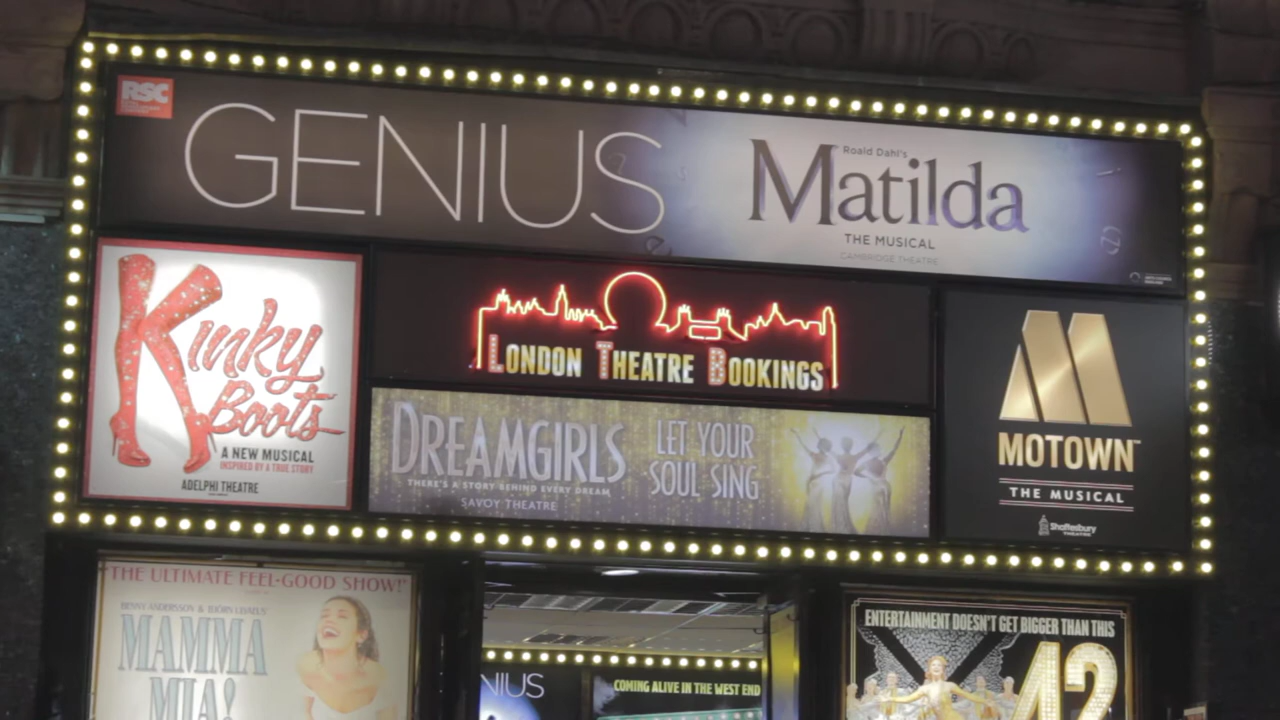 RSC
GENIUS
Roald Dahl's
Matilda
THE MUSICAL
CAMBRIDGE THEATRE
Kinky
Boots
A NEW MUSICAL
INSPIRED BY A TRUE STORY
ADELPHI THEATRE
LONDON THEATRE BOOKINGS
DREAMGIRLS
THERE'S A STORY BEHIND EVERY DREAM
SAVOY THEATRE
LET YOUR
SOUL SING
MOTOWN
THE MUSICAL
Shaftesbury
THEATRE
THE ULTIMATE FEEL-GOOD SHOW!"
BENNY ANDERSSON & BJÖRN ULVAEUS'
MAMMA
MIA!
NIUS
COMING ALIVE IN THE WEST END
ENTERTAINMENT DOESN'T GET BIGGER THAN THIS
42